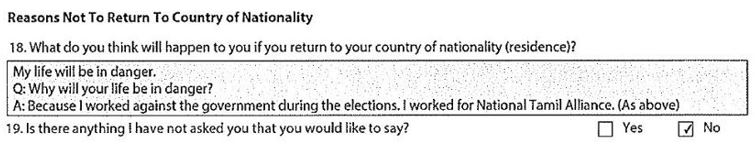 Reasons Not To Return To Country of Nationality
18. What do you think will happen to you if you return to your country of nationality (residence)?
My life will be in danger.
Q: Why will your life be in danger?
A: Because I worked against the government during the elections. I worked for National Tamil Alliance. (As above)
19. Is there anything I have not asked you that you would like to say? ☐ Yes ☑ No